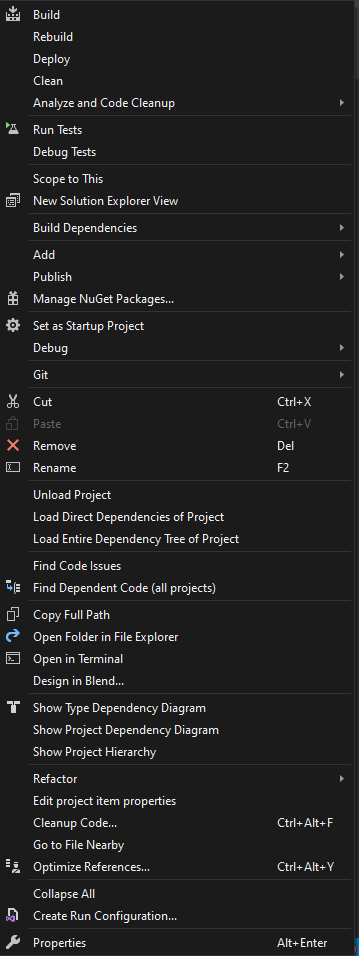 Build
Rebuild
Deploy
Clean
Analyze and Code Cleanup
Run Tests
Debug Tests
Scope to This
New Solution Explorer View
Build Dependencies
Add
Publish
Manage NuGet Packages...
Set as Startup Project
Debug
Git
Cut Ctrl+X
Paste Ctrl+V
Remove Del
Rename F2
Unload Project
Load Direct Dependencies of Project
Load Entire Dependency Tree of Project
Find Code Issues
Find Dependent Code (all projects)
Copy Full Path
Open Folder in File Explorer
Open in Terminal
Design in Blend...
Show Type Dependency Diagram
Show Project Dependency Diagram
Show Project Hierarchy
Refactor
Edit project item properties
Cleanup Code... Ctrl+Alt+F
Go to File Nearby
Optimize References... Ctrl+Alt+Y
Collapse All
Create Run Configuration...
Properties Alt+Enter